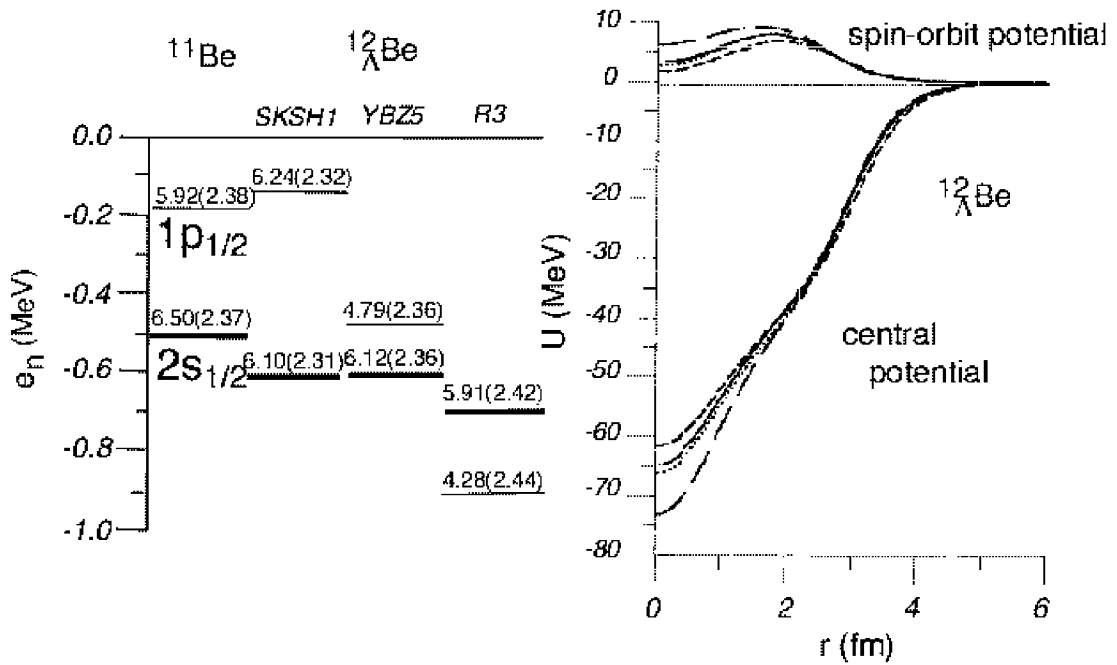 ¹¹Be ¹²ΛBe
SKSH1 YBZ5 R3
0.0
-0.2
-0.4
-0.6
-0.8
-1.0
eₙ (MeV)
5.92(2.38)
6.24(2.32)
1p1/2
6.50(2.37)
4.79(2.36)
2s1/2
6.10(2.31)
6.12(2.36)
5.91(2.42)
4.28(2.44)
10
0
-10
-20
-30
-40
-50
-60
-70
-80
U (MeV)
spin-orbit potential
¹²ΛBe
central
potential
0 2 4 6
r (fm)